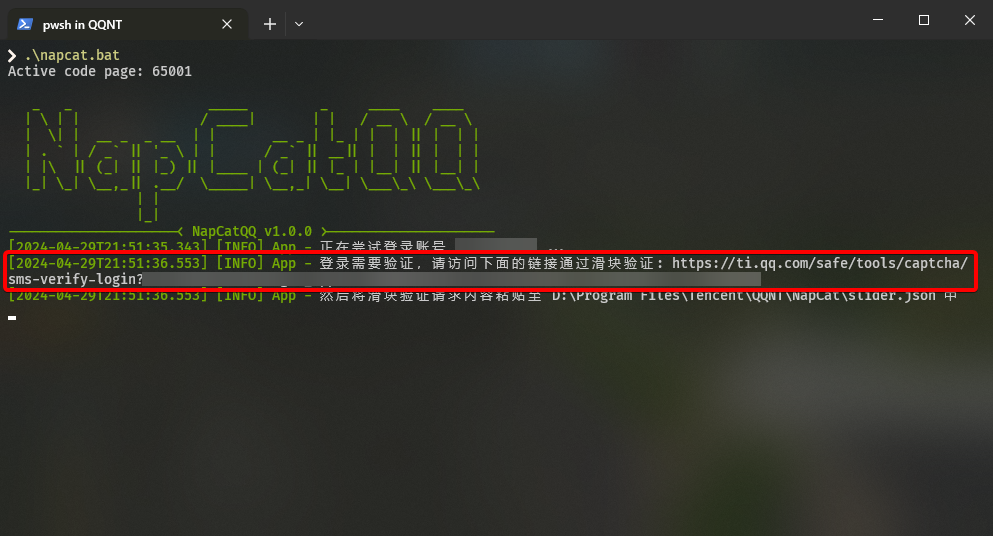 pwsh in QQNT
.\napcat.bat
Active code page: 65001
NapCatQQ
< NapCatQQ v1.0.0 >
[2024-04-29T21:51:35.343] [INFO] App - 正在尝试登录账号 ...
[2024-04-29T21:51:36.553] [INFO] App - 登录需要验证，请访问下面的链接通过滑块验证: https://ti.qq.com/safe/tools/captcha/
sms-verify-login?
[2024-04-29T21:51:36.553] [INFO] App - 然后将滑块验证请求内容粘贴至 D:\Program Files\Tencent\QQNT\NapCat\slider.json 中